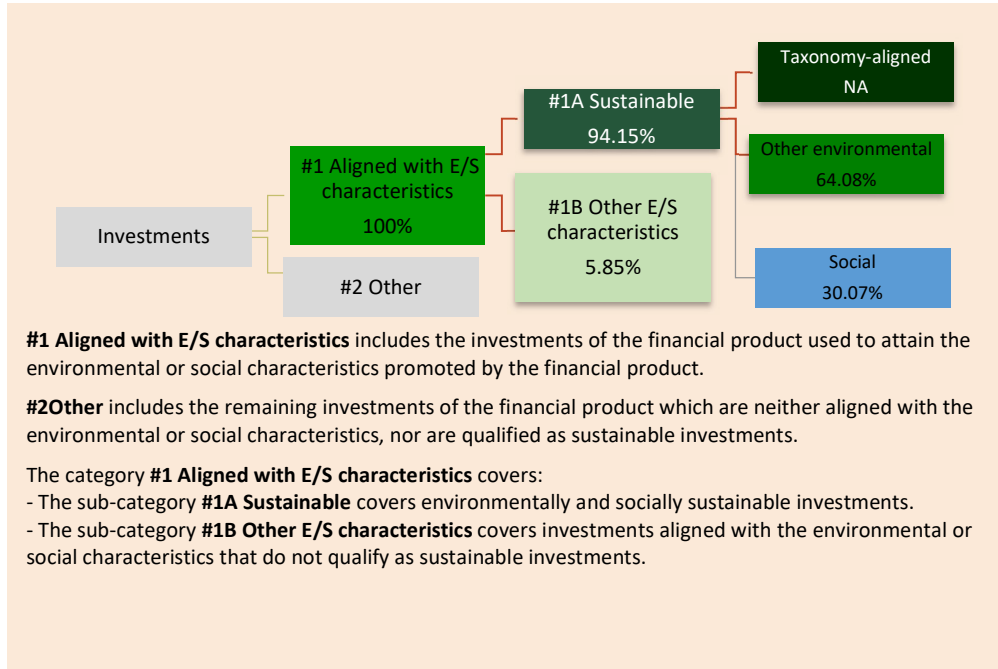 Taxonomy-aligned
NA
#1A Sustainable
94.15%
Other environmental
64.08%
#1 Aligned with E/S
characteristics
100%
#1B Other E/S
characteristics
5.85%
Investments
#2 Other
Social
30.07%
#1 Aligned with E/S characteristics includes the investments of the financial product used to attain the
environmental or social characteristics promoted by the financial product.
#2Other includes the remaining investments of the financial product which are neither aligned with the
environmental or social characteristics, nor are qualified as sustainable investments.
The category #1 Aligned with E/S characteristics covers:
- The sub-category #1A Sustainable covers environmentally and socially sustainable investments.
- The sub-category #1B Other E/S characteristics covers investments aligned with the environmental or
social characteristics that do not qualify as sustainable investments.